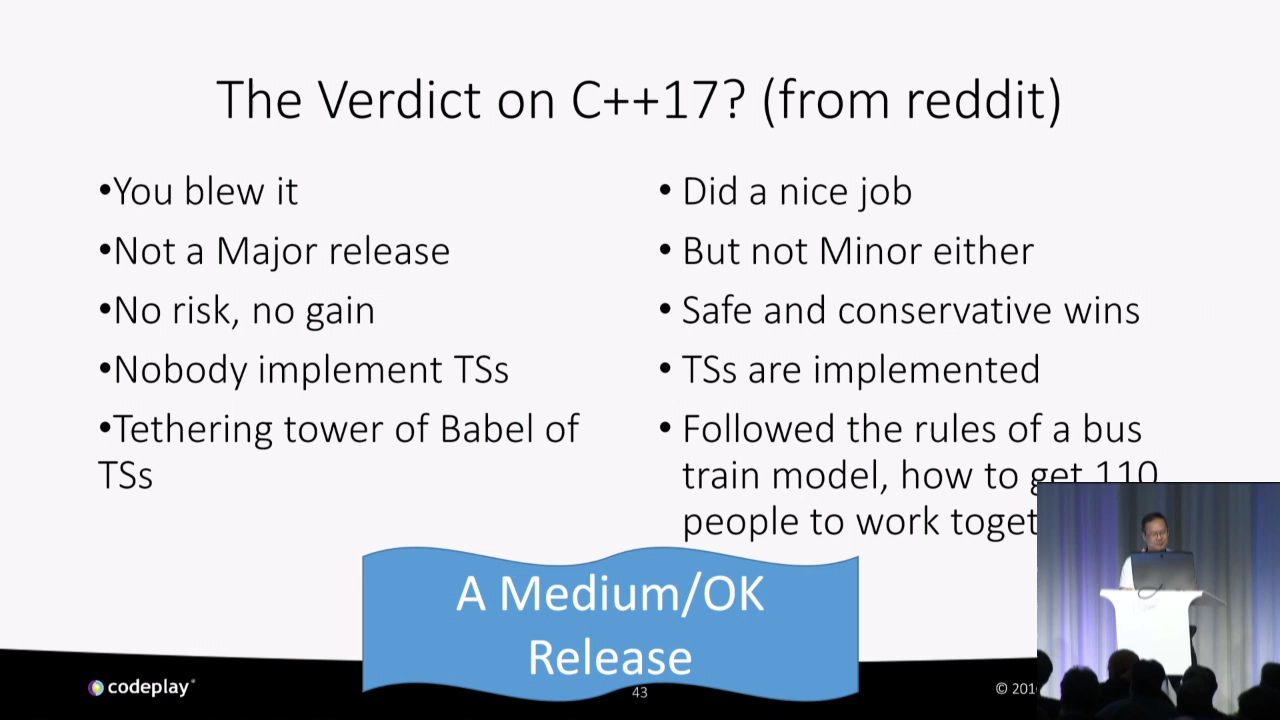 The Verdict on C++17? (from reddit)
•You blew it
•Not a Major release
•No risk, no gain
•Nobody implement TSs
•Tethering tower of Babel of
TSs
• Did a nice job
• But not Minor either
• Safe and conservative wins
• TSs are implemented
• Followed the rules of a bus
train model, how to get 110
people to work
A Medium/OK
Release
codeplay®
43
©